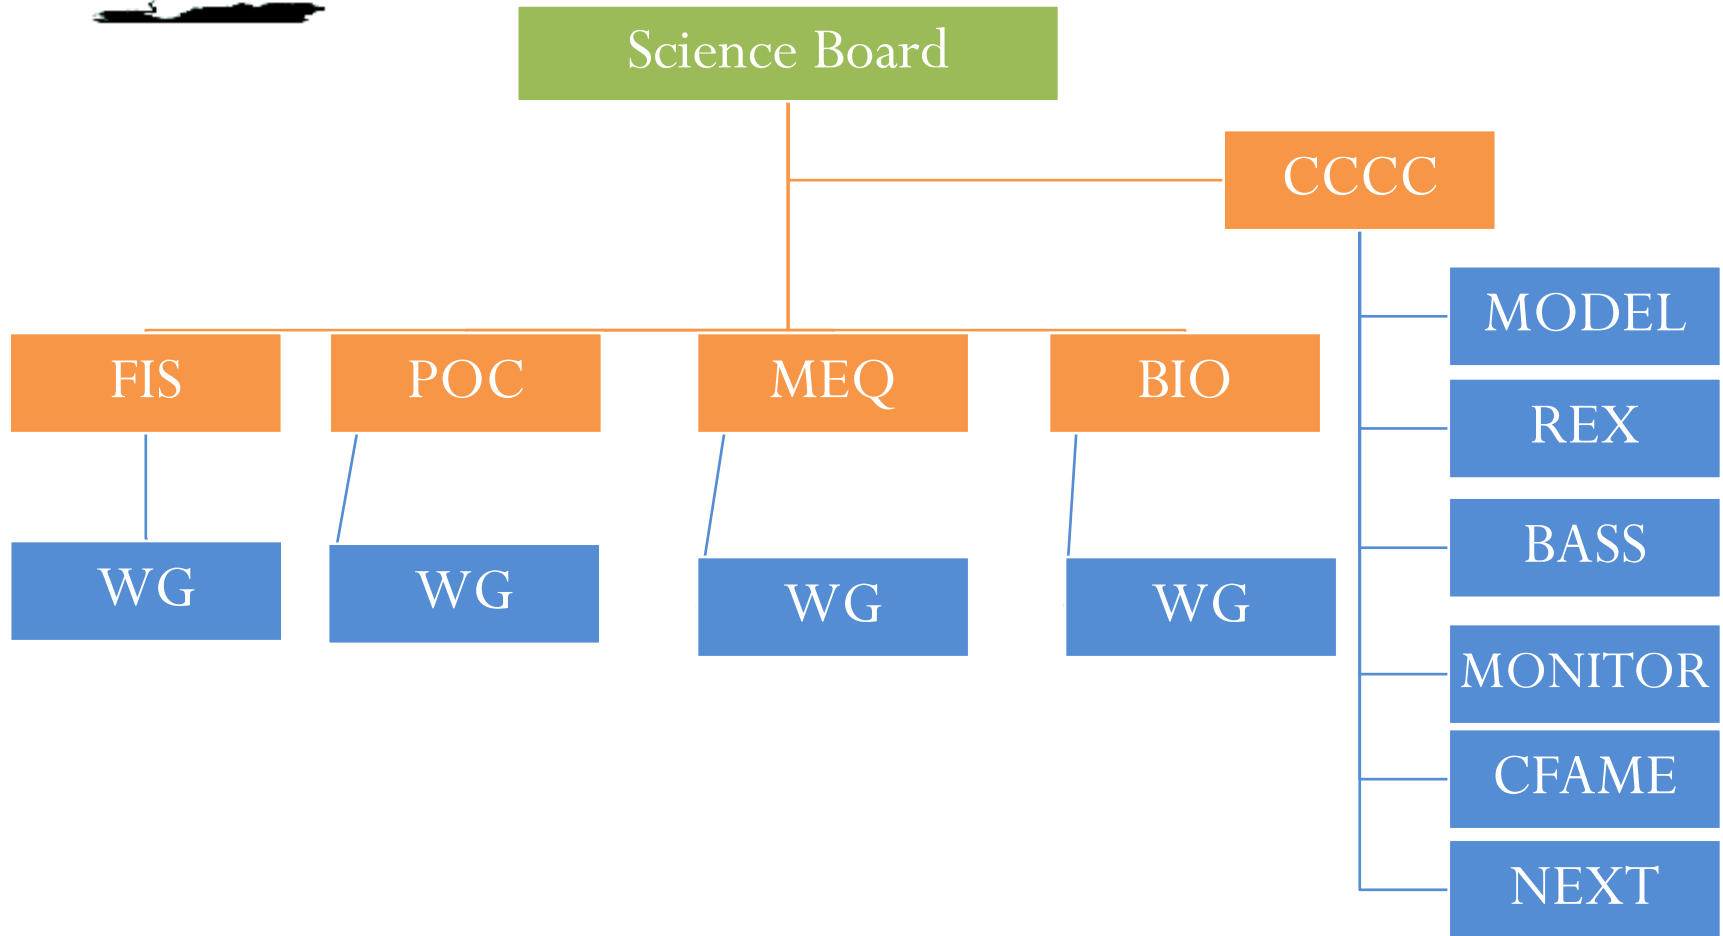 Science Board
CCCC
MODEL
REX
BASS
MONITOR
CFAME
NEXT
FIS
POC
MEQ
BIO
WG
WG
WG
WG